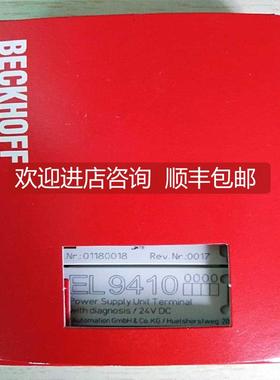 BECKHOFF
欢迎进店咨询 顺丰包邮
Nr.:01180018 Rev.Nr.:0017
EL9410
Power Supply Unit Terminal
with diagnosis / 24V DC
Automation GmbH & Co. KG / Huelshorstweg 20